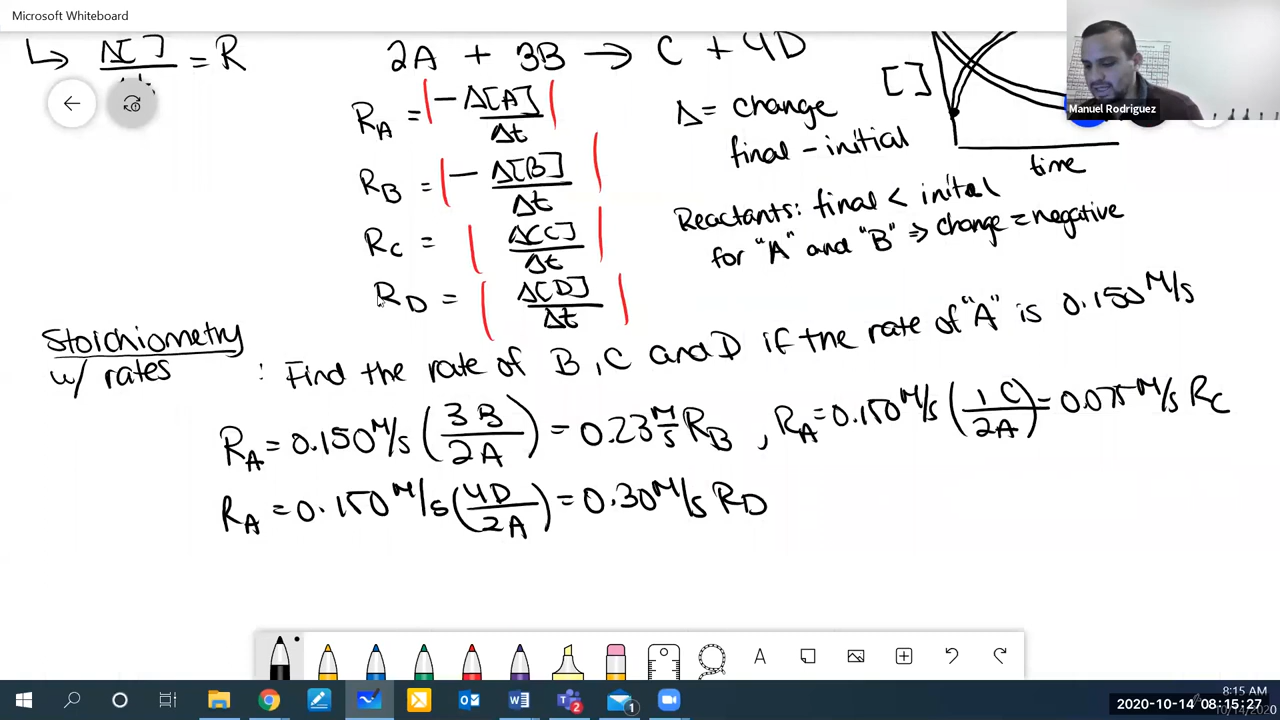 Microsoft Whiteboard
↳ Δ[ ] = R
2A + 3B → C + 4D
R_A = |− Δ[A]/Δt|
R_B = |− Δ[B]/Δt|
R_C = |Δ[C]/Δt|
R_D = |Δ[D]/Δt|
Δ = change
final − initial
[ ]
time
Manuel Rodriguez
Reactants: final < inital
for "A" and "B" ⇒ change = negative
Stoichiometry
w/ rates
: Find the rate of B, C and D if the rate of "A" is 0.150 M/s
R_A = 0.150 M/s (3B/2A) = 0.23 M/s R_B , R_A = 0.150 M/s (1C/2A) = 0.075 M/s R_C
R_A = 0.150 M/s (4D/2A) = 0.30 M/s R_D
A
2
1
8:15 AM
2020-10-14 08:15:27